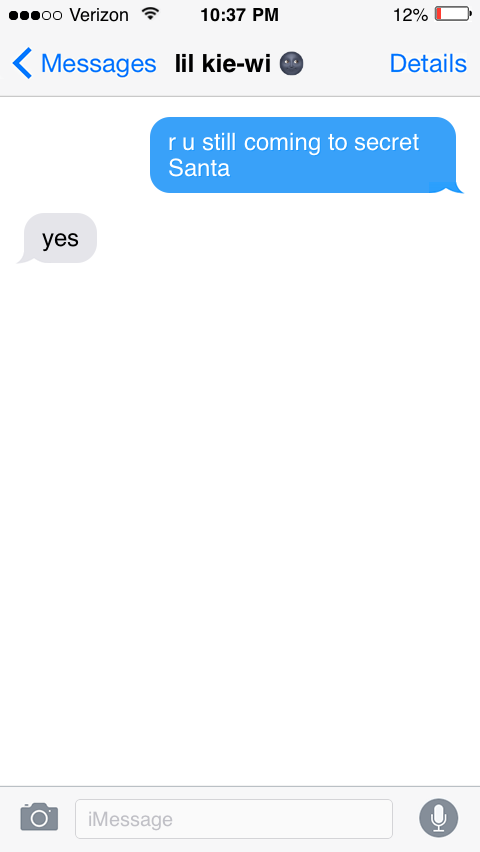 Verizon 10:37 PM 12%
Messages lil kie-wi 🌚 Details
r u still coming to secret
Santa
yes
iMessage